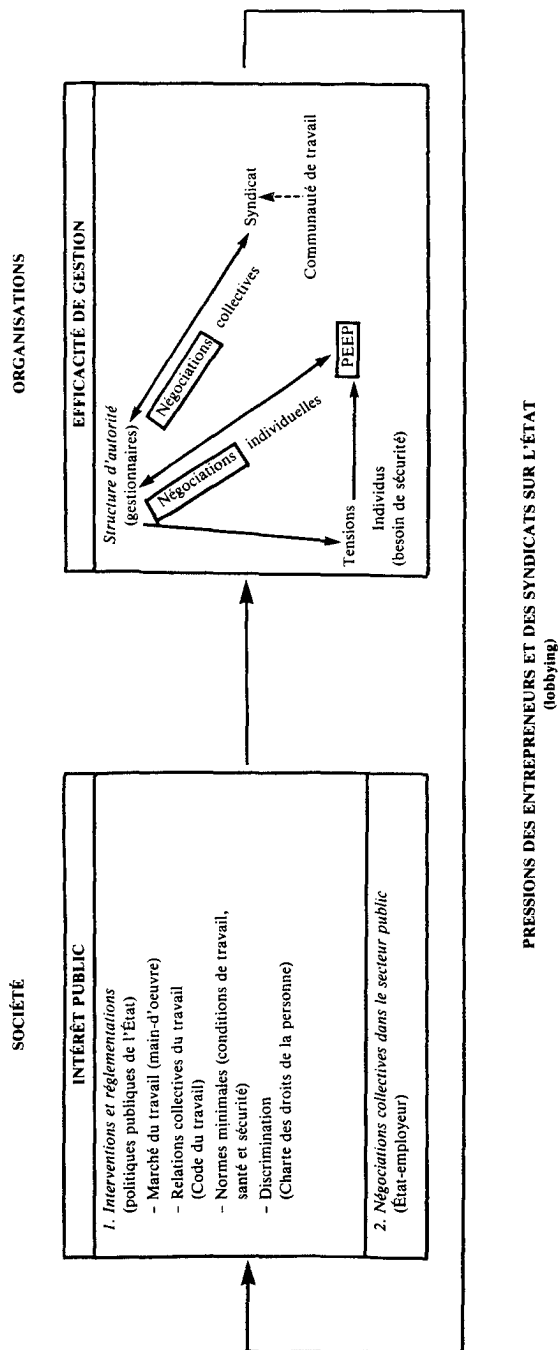 SOCIÉTÉ
INTÉRÊT PUBLIC
1. Interventions et réglementations
(politiques publiques de l'État)
– Marché du travail (main-d'oeuvre)
– Relations collectives du travail
(Code du travail)
– Normes minimales (conditions de travail,
santé et sécurité)
– Discrimination
(Charte des droits de la personne)
2. Négociations collectives dans le secteur public
(État-employeur)
ORGANISATIONS
EFFICACITÉ DE GESTION
Structure d'autorité
(gestionnaires)
Négociations collectives
Syndicat
Communauté de travail
Négociations individuelles
PEEP
Tensions
Individus
(besoin de sécurité)
PRESSIONS DES ENTREPRENEURS ET DES SYNDICATS SUR L'ÉTAT
(lobbying)